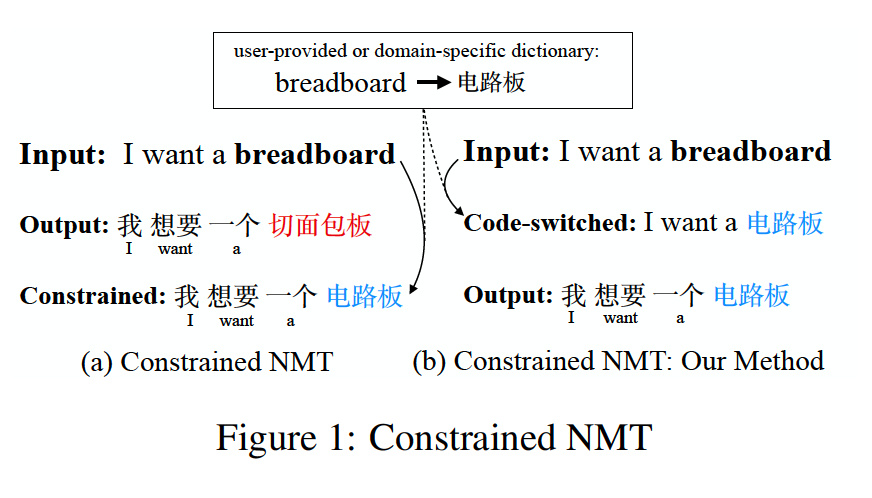 user-provided or domain-specific dictionary:
breadboard → 电路板
Input: I want a breadboard
Output: 我 想要 一个 切面包板
I want a
Constrained: 我 想要 一个 电路板
I want a
(a) Constrained NMT
Input: I want a breadboard
Code-switched: I want a 电路板
Output: 我 想要 一个 电路板
I want a
(b) Constrained NMT: Our Method
Figure 1: Constrained NMT